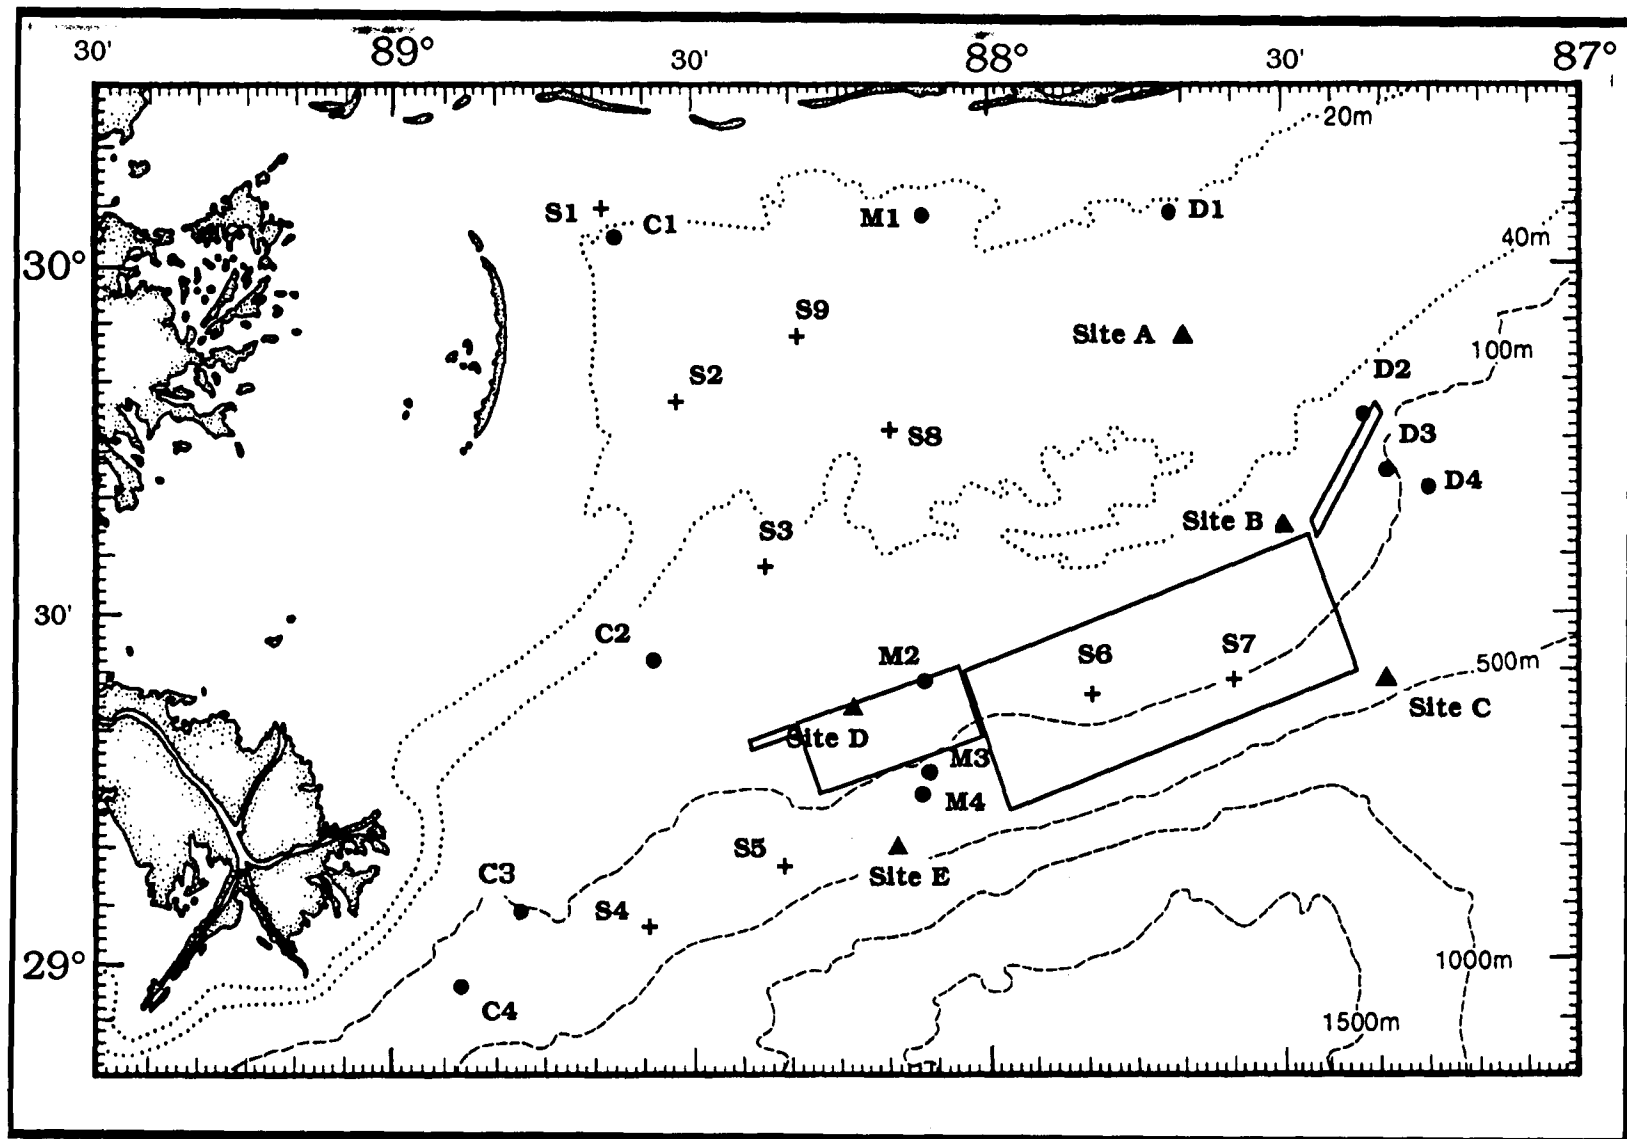 30' 89° 30' 88° 30' 87°
20m
S1 C1 M1 D1
40m
30°
S9
Site A
100m
S2 D2
S8 D3
D4
Site B
S3
30'
C2
M2 S6 S7
500m
Site C
Site D
M3
M4
S5
C3 Site E
S4
29°
1000m
C4
1500m